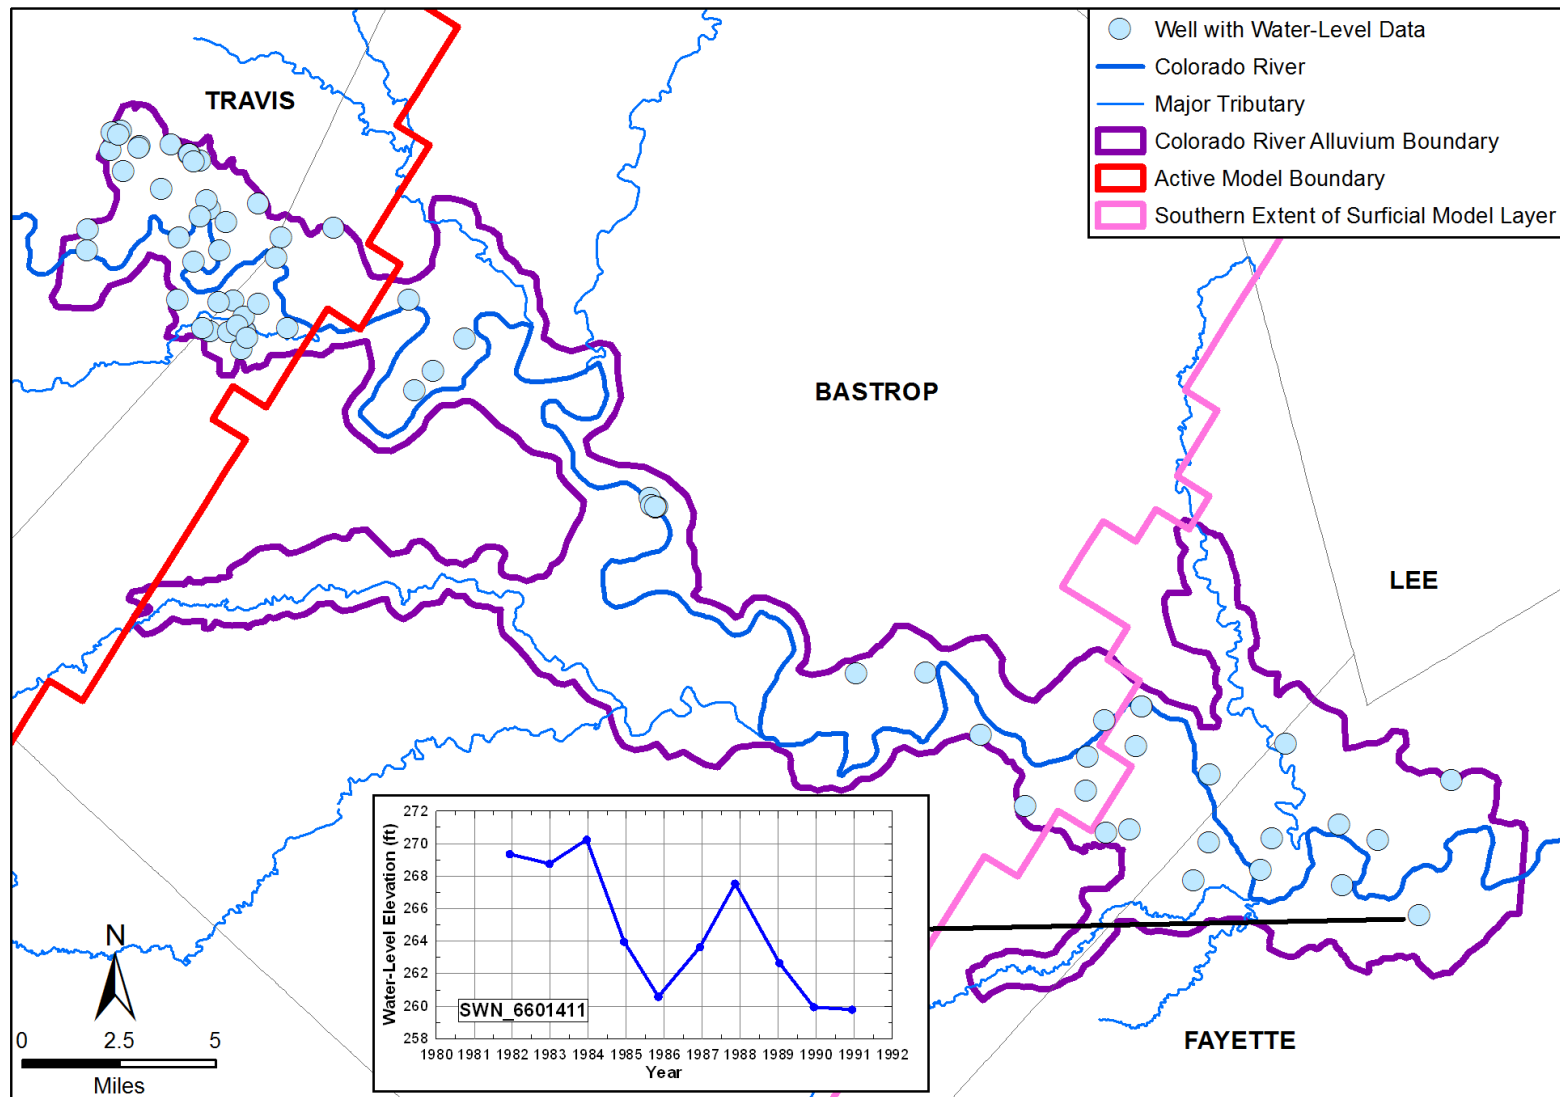 Well with Water-Level Data
Colorado River
Major Tributary
Colorado River Alluvium Boundary
Active Model Boundary
Southern Extent of Surficial Model Layer
TRAVIS
BASTROP
LEE
FAYETTE
N
0 2.5 5
Miles
Water-Level Elevation (ft)
272
270
268
266
264
262
260
258
SWN_6601411
1980 1981 1982 1983 1984 1985 1986 1987 1988 1989 1990 1991 1992
Year